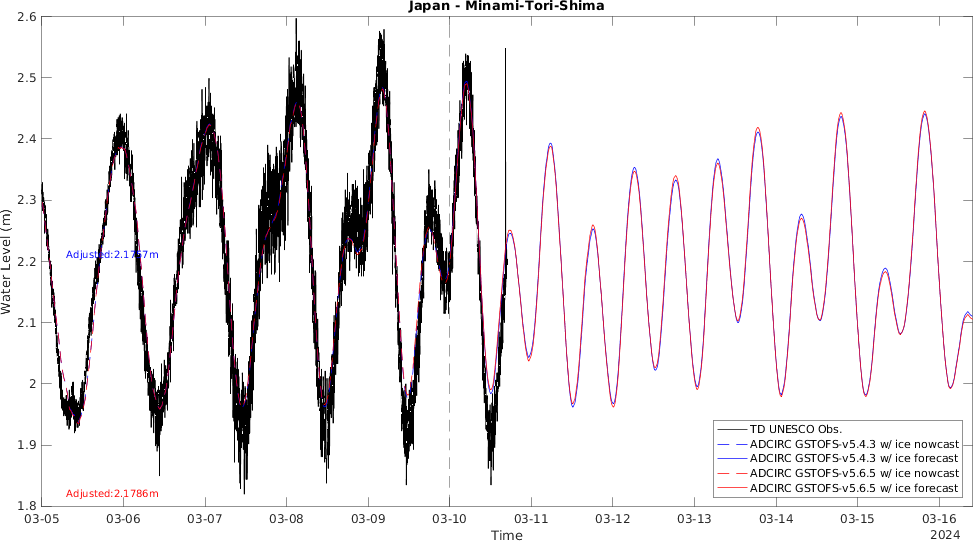 Japan - Minami-Tori-Shima
Water Level (m)
2.6
2.5
2.4
2.3
2.2
2.1
2
1.9
1.8
Adjusted:2.1757m
Adjusted:2.1786m
TD UNESCO Obs.
ADCIRC GSTOFS-v5.4.3 w/ ice nowcast
ADCIRC GSTOFS-v5.4.3 w/ ice forecast
ADCIRC GSTOFS-v5.6.5 w/ ice nowcast
ADCIRC GSTOFS-v5.6.5 w/ ice forecast
03-05 03-06 03-07 03-08 03-09 03-10 03-11 03-12 03-13 03-14 03-15 03-16
Time
2024